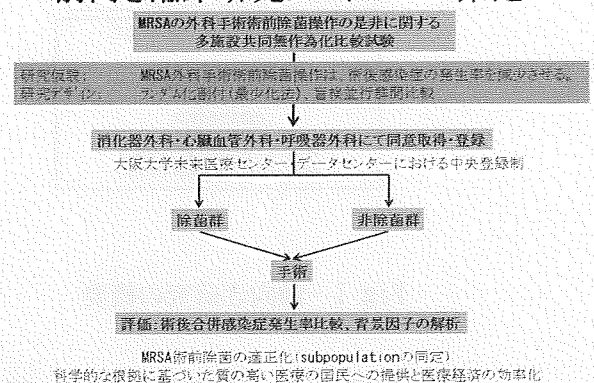 MRSAの外科手術術前除菌操作の是非に関する
多施設共同無作為化比較試験
研究仮説: MRSA外科手術術前除菌操作は、術後感染症の発生率を減少させる。
研究デザイン: ランダム化割付(最少化法)、盲検並行群間比較
消化器外科・心臓血管外科・呼吸器外科にて同意取得・登録
大阪大学未来医療センター・データセンターにおける中央登録制
除菌群 非除菌群
手術
評価:術後合併感染症発生率比較、背景因子の解析
MRSA術前除菌の適正化(subpopulationの同定)
科学的な根拠に基づいた質の高い医療の国民への提供と医療経済の効率化